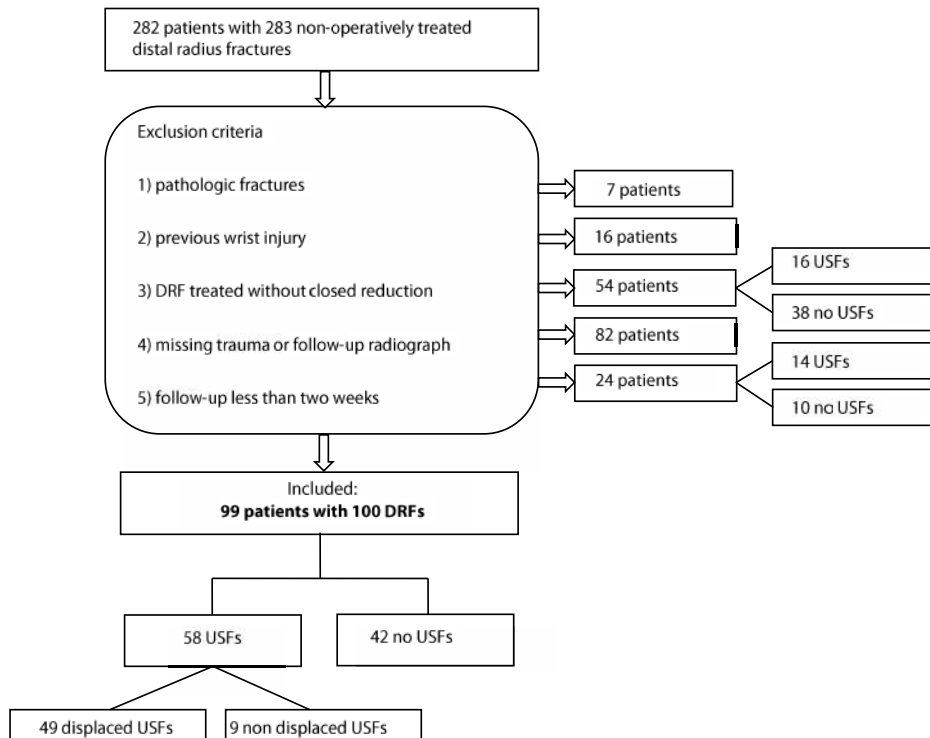 282 patients with 283 non-operatively treated
distal radius fractures
Exclusion criteria
1) pathologic fractures
7 patients
2) previous wrist injury
16 patients
3) DRF treated without closed reduction
54 patients
16 USFs
38 no USFs
4) missing trauma or follow-up radiograph
82 patients
5) follow-up less than two weeks
24 patients
14 USFs
10 no USFs
Included:
99 patients with 100 DRFs
58 USFs
42 no USFs
49 displaced USFs
9 non displaced USFs